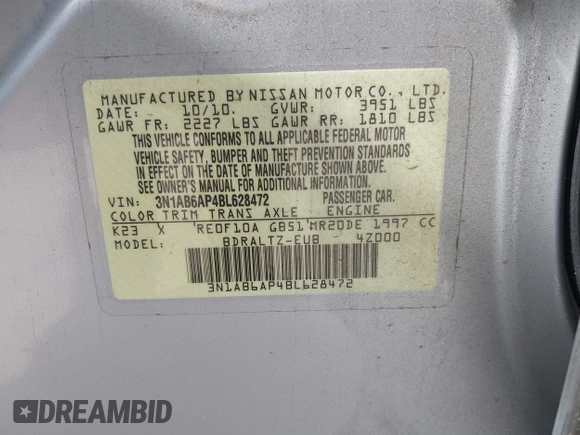 MANUFACTURED BY NISSAN MOTOR CO., LTD.
DATE: 10/10. GVWR: 3951 LBS
GAWR FR: 2227 LBS GAWR RR: 1810 LBS
THIS VEHICLE CONFORMS TO ALL APPLICABLE FEDERAL MOTOR
VEHICLE SAFETY, BUMPER AND THEFT PREVENTION STANDARDS
IN EFFECT ON THE DATE OF MANUFACTURE SHOWN ABOVE.
SEE OWNER'S MANUAL FOR ADDITIONAL INFORMATION.
VIN: 3N1AB6AP4BL628472 PASSENGER CAR.
COLOR TRIM TRANS AXLE ENGINE
K23 X 'RE0F10A GB51'MR20DE 1997 CC
MODEL: BDRALTZ-EUB 4Z000
3N1AB6AP4BL628472
DREAMBID